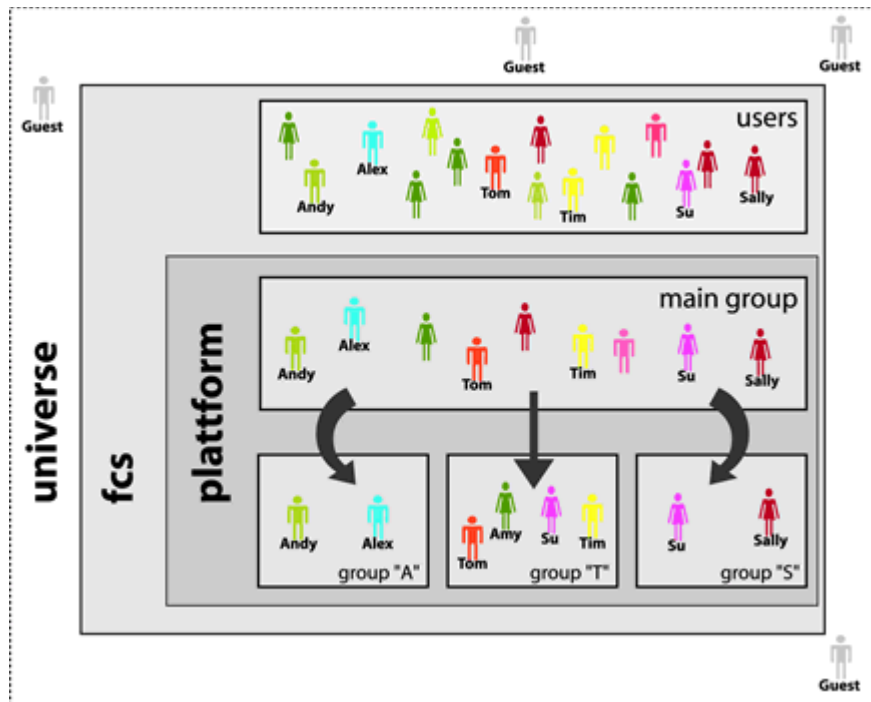 Guest
Guest
Guest
users
Alex
Andy
Tom
Tim
Su
Sally
universe
fcs
plattform
main group
Alex
Andy
Tom
Tim
Su
Sally
Andy
Alex
group "A"
Amy
Su
Tom
Tim
group "T"
Su
Sally
group "S"
Guest